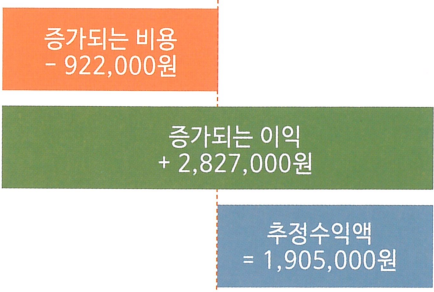 증가되는 비용
− 922,000원
증가되는 이익
+ 2,827,000원
추정수익액
= 1,905,000원